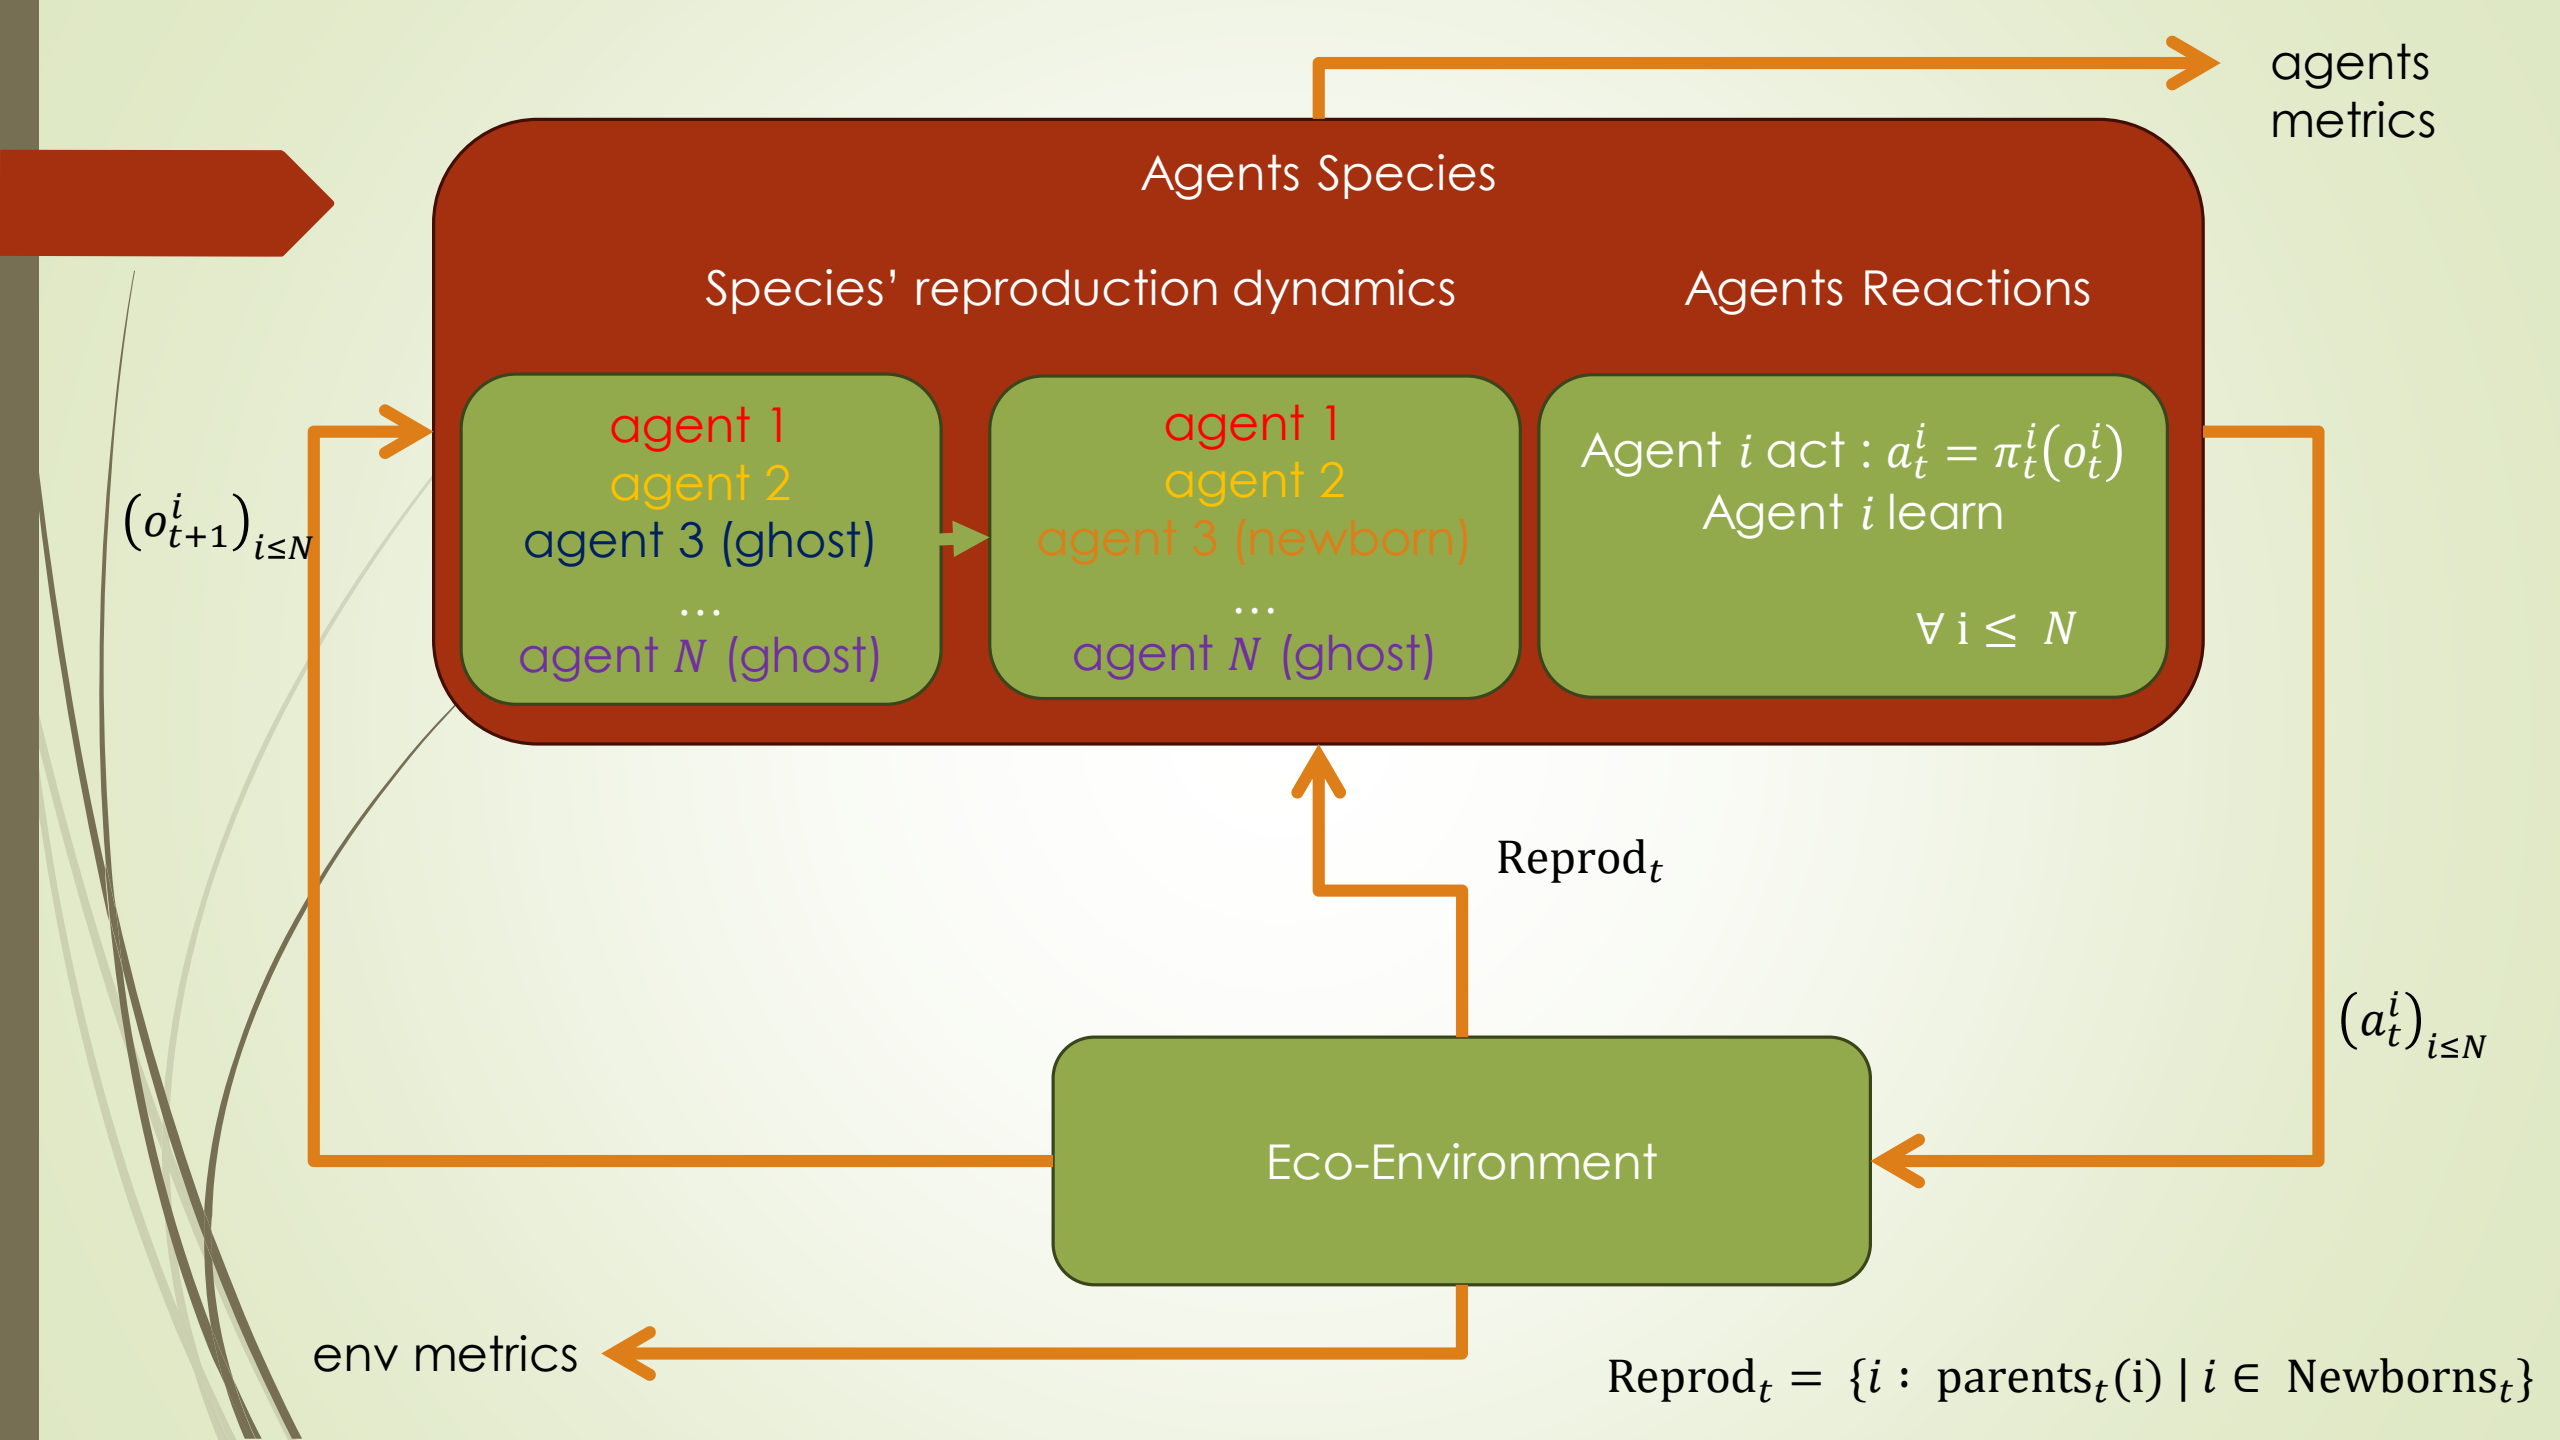 agents
metrics
Agents Species
Species’ reproduction dynamics
Agents Reactions
agent 1
agent 2
agent 3 (ghost)
…
agent N (ghost)
agent 1
agent 2
agent 3 (newborn)
…
agent N (ghost)
Agent i act : a_t^i = π_t^i(o_t^i)
Agent i learn
∀ i ≤ N
(o_{t+1}^i)_{i≤N}
Reprod_t
(a_t^i)_{i≤N}
Eco-Environment
env metrics
Reprod_t = {i : parents_t(i) | i ∈ Newborns_t}